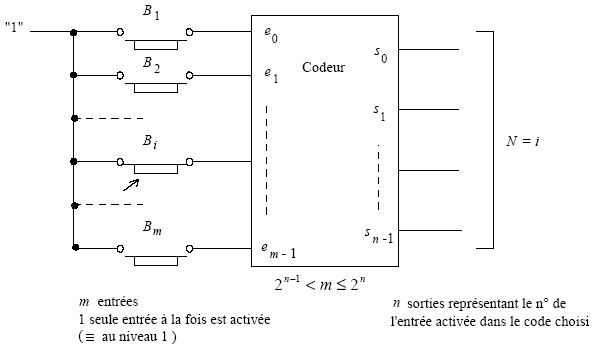 "1"
B1
e0
B2
e1
Codeur
s0
s1
Bi
N = i
Bm
sn-1
em - 1
2^n−1 < m ≤ 2^n
m entrées
1 seule entrée à la fois est activée
( ≡ au niveau 1 )
n sorties représentant le n° de
l'entrée activée dans le code choisi